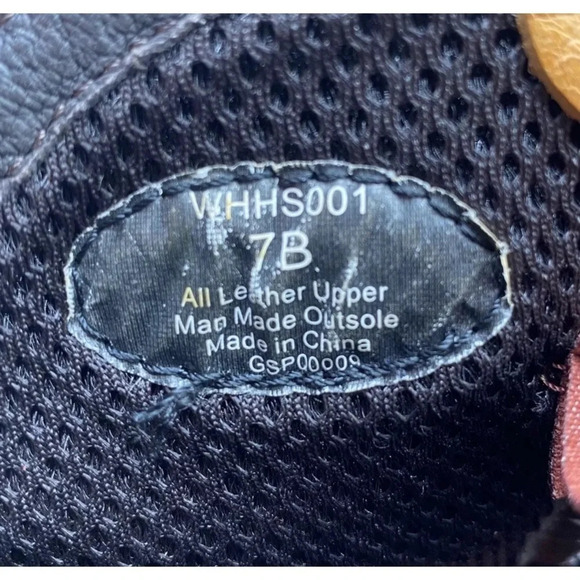 WHHS001
7B
All Leather Upper
Man Made Outsole
Made in China
GSP00009